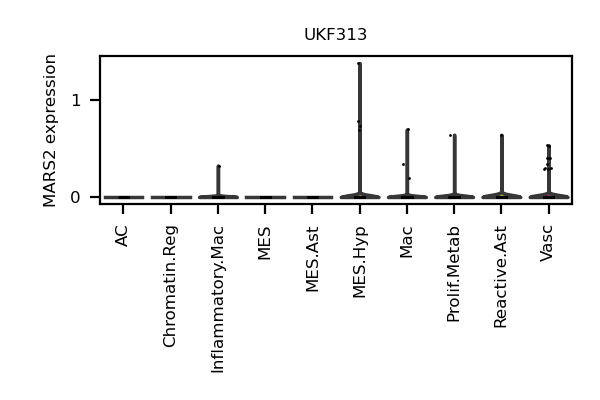 UKF313
MARS2 expression
1
0
AC
Chromatin.Reg
Inflammatory.Mac
MES
MES.Ast
MES.Hyp
Mac
Prolif.Metab
Reactive.Ast
Vasc